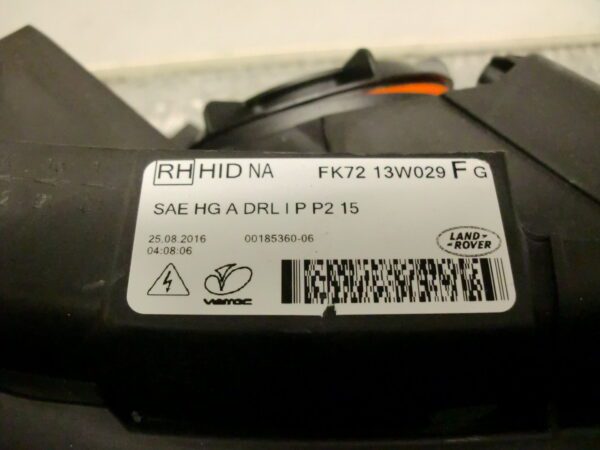 RH HID NA FK72 13W029 F G
SAE HG A DRL I P P2 15
25.08.2016 00185360-06
04:08:06
LAND-
ROVER